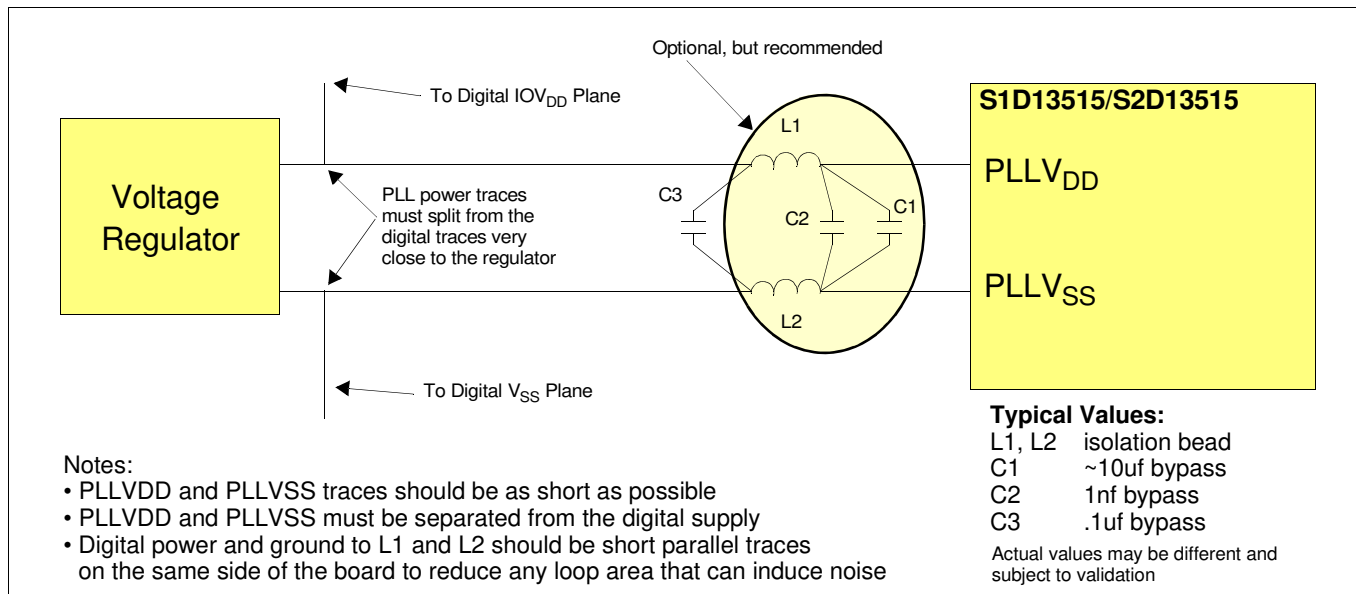 Optional, but recommended
To Digital IOVDD Plane
S1D13515/S2D13515
L1
Voltage
Regulator
PLL power traces
must split from the
digital traces very
close to the regulator
C3
C2
C1
PLLVDD
PLLVSS
L2
To Digital VSS Plane
Typical Values:
L1, L2 isolation bead
C1 ~10uf bypass
C2 1nf bypass
C3 .1uf bypass
Actual values may be different and
subject to validation
Notes:
• PLLVDD and PLLVSS traces should be as short as possible
• PLLVDD and PLLVSS must be separated from the digital supply
• Digital power and ground to L1 and L2 should be short parallel traces
on the same side of the board to reduce any loop area that can induce noise